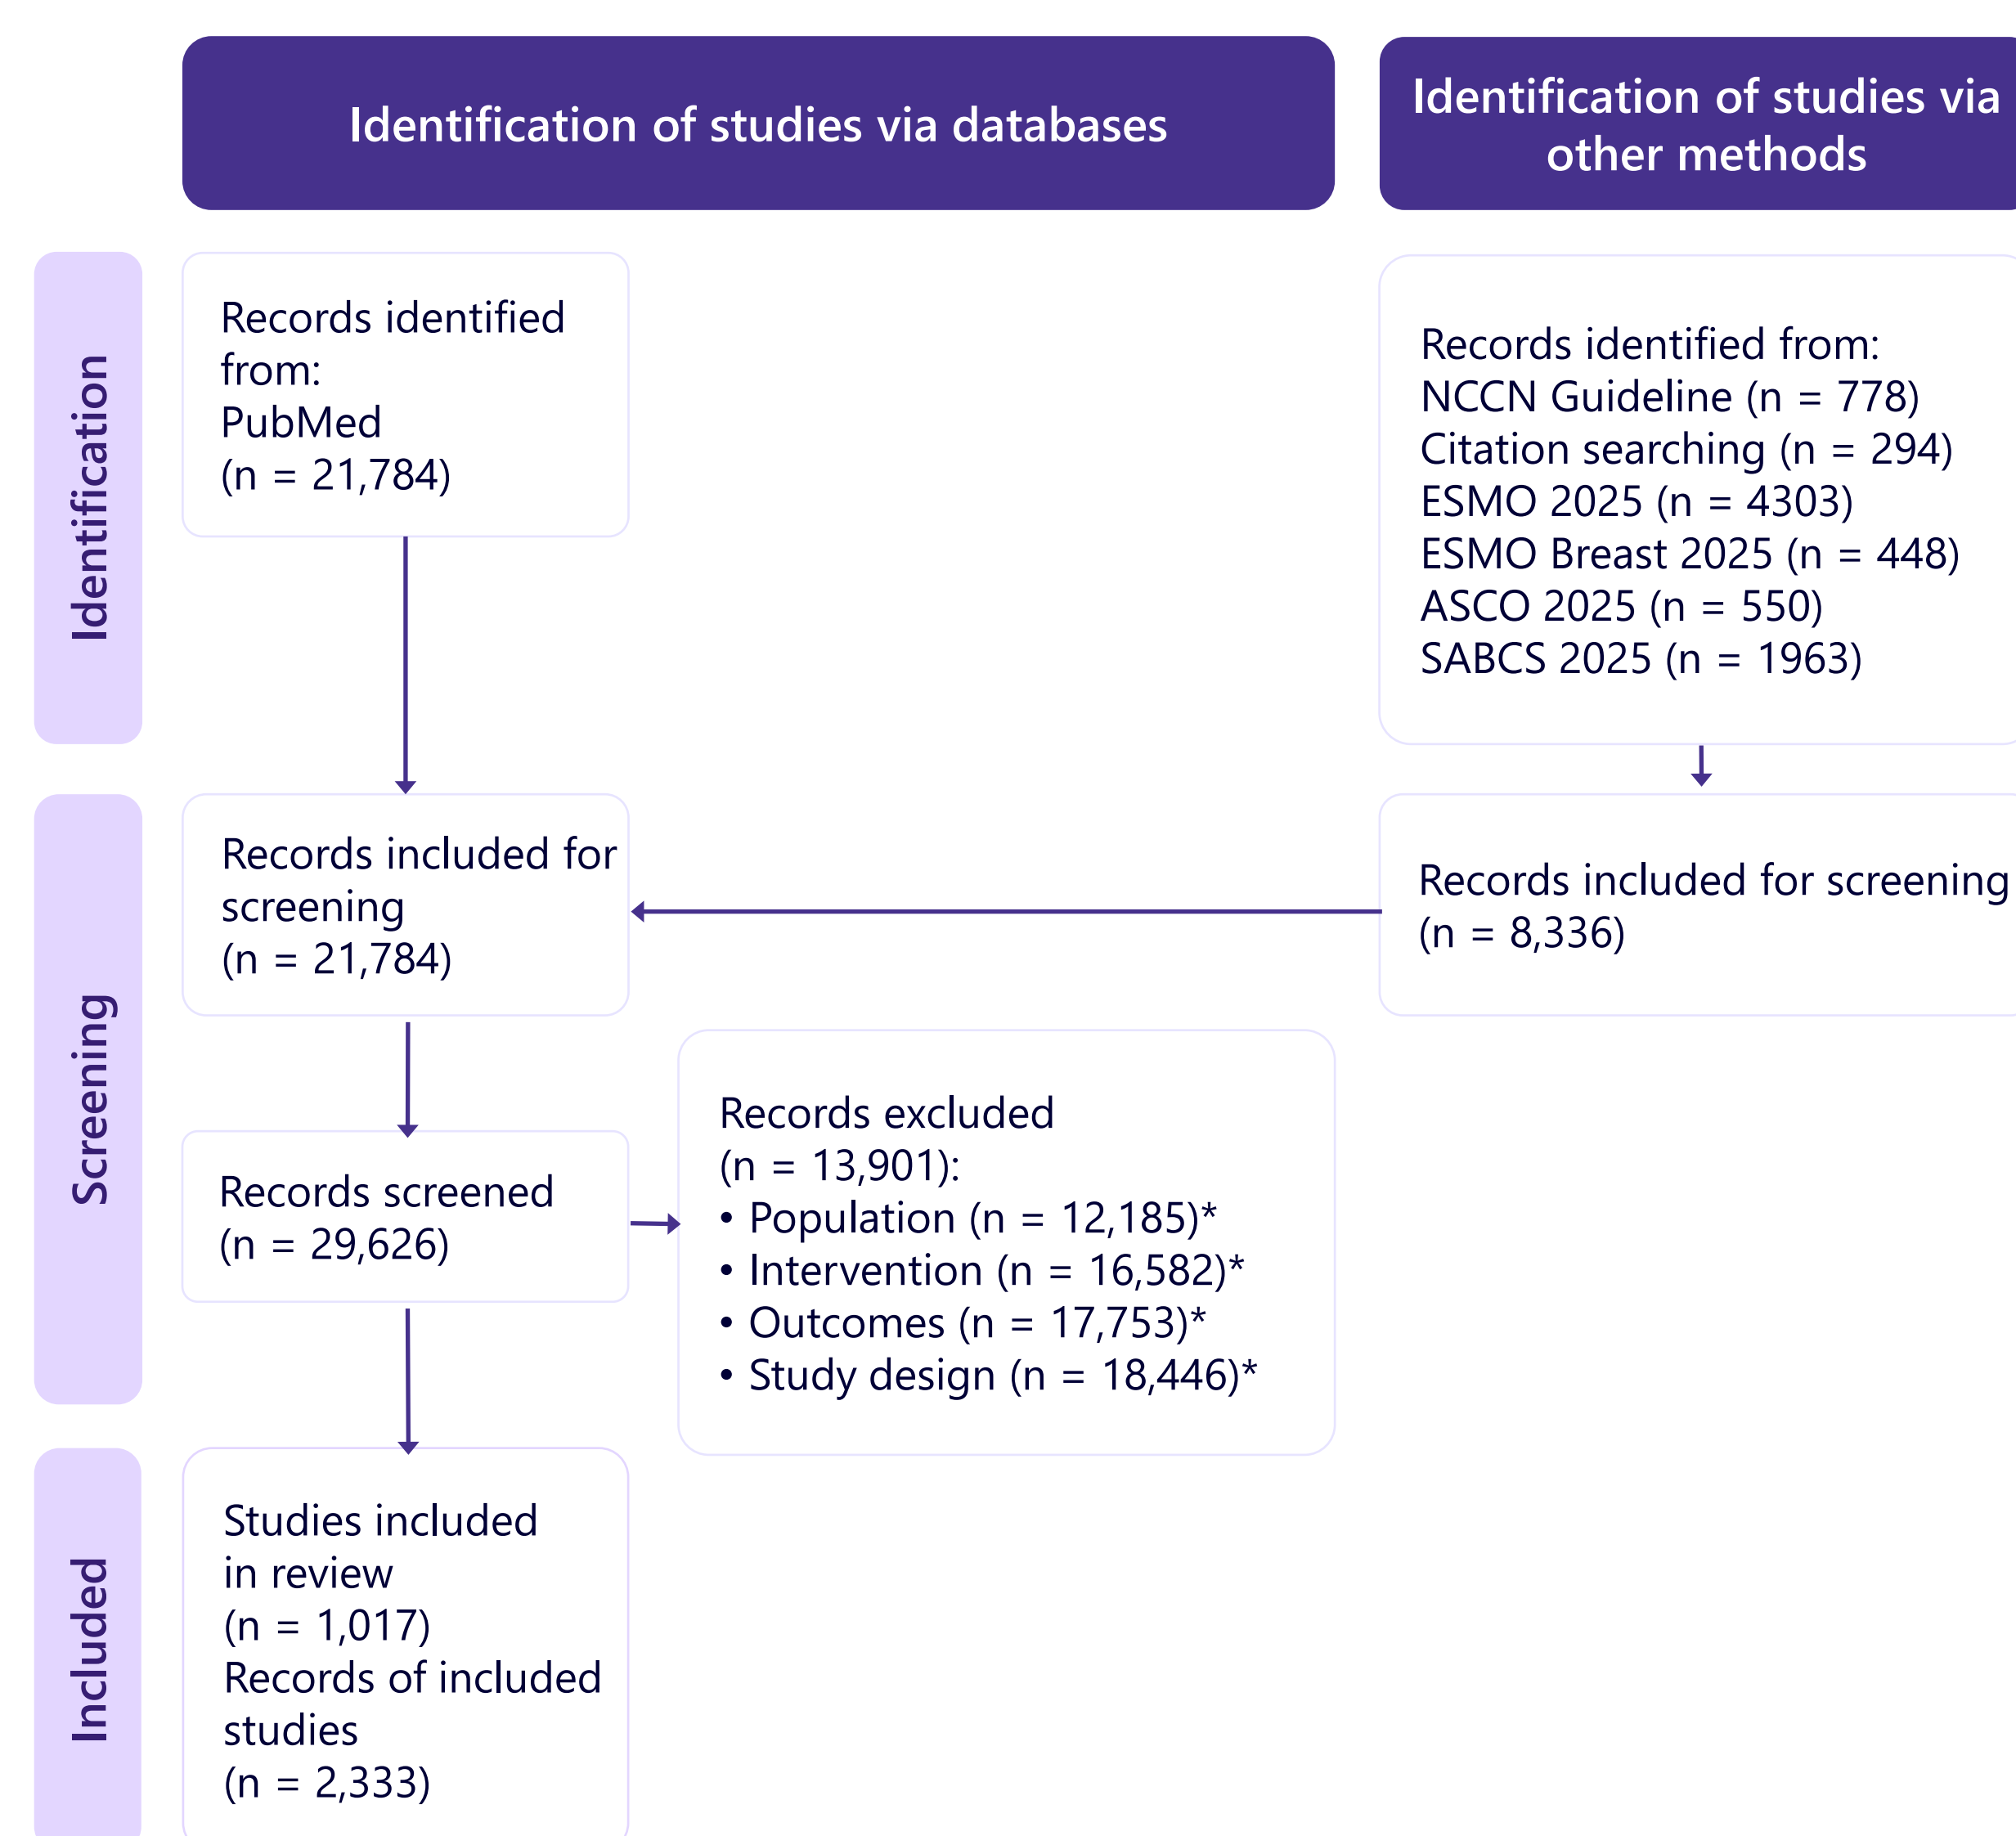 Identification of studies via databases
Identification of studies via
other methods
Identification
Records identified
from:
PubMed
(n = 21,784)
Records identified from:
NCCN Guideline (n = 778)
Citation searching (n = 294)
ESMO 2025 (n = 4303)
ESMO Breast 2025 (n = 448)
ASCO 2025 (n = 550)
SABCS 2025 (n = 1963)
Screening
Records included for
screening
(n = 21,784)
Records included for screening
(n = 8,336)
Records screened
(n = 29,626)
Records excluded
(n = 13,901):
• Population (n = 12,185)*
• Intervention (n = 16,582)*
• Outcomes (n = 17,753)*
• Study design (n = 18,446)*
Included
Studies included
in review
(n = 1,017)
Records of included
studies
(n = 2,333)